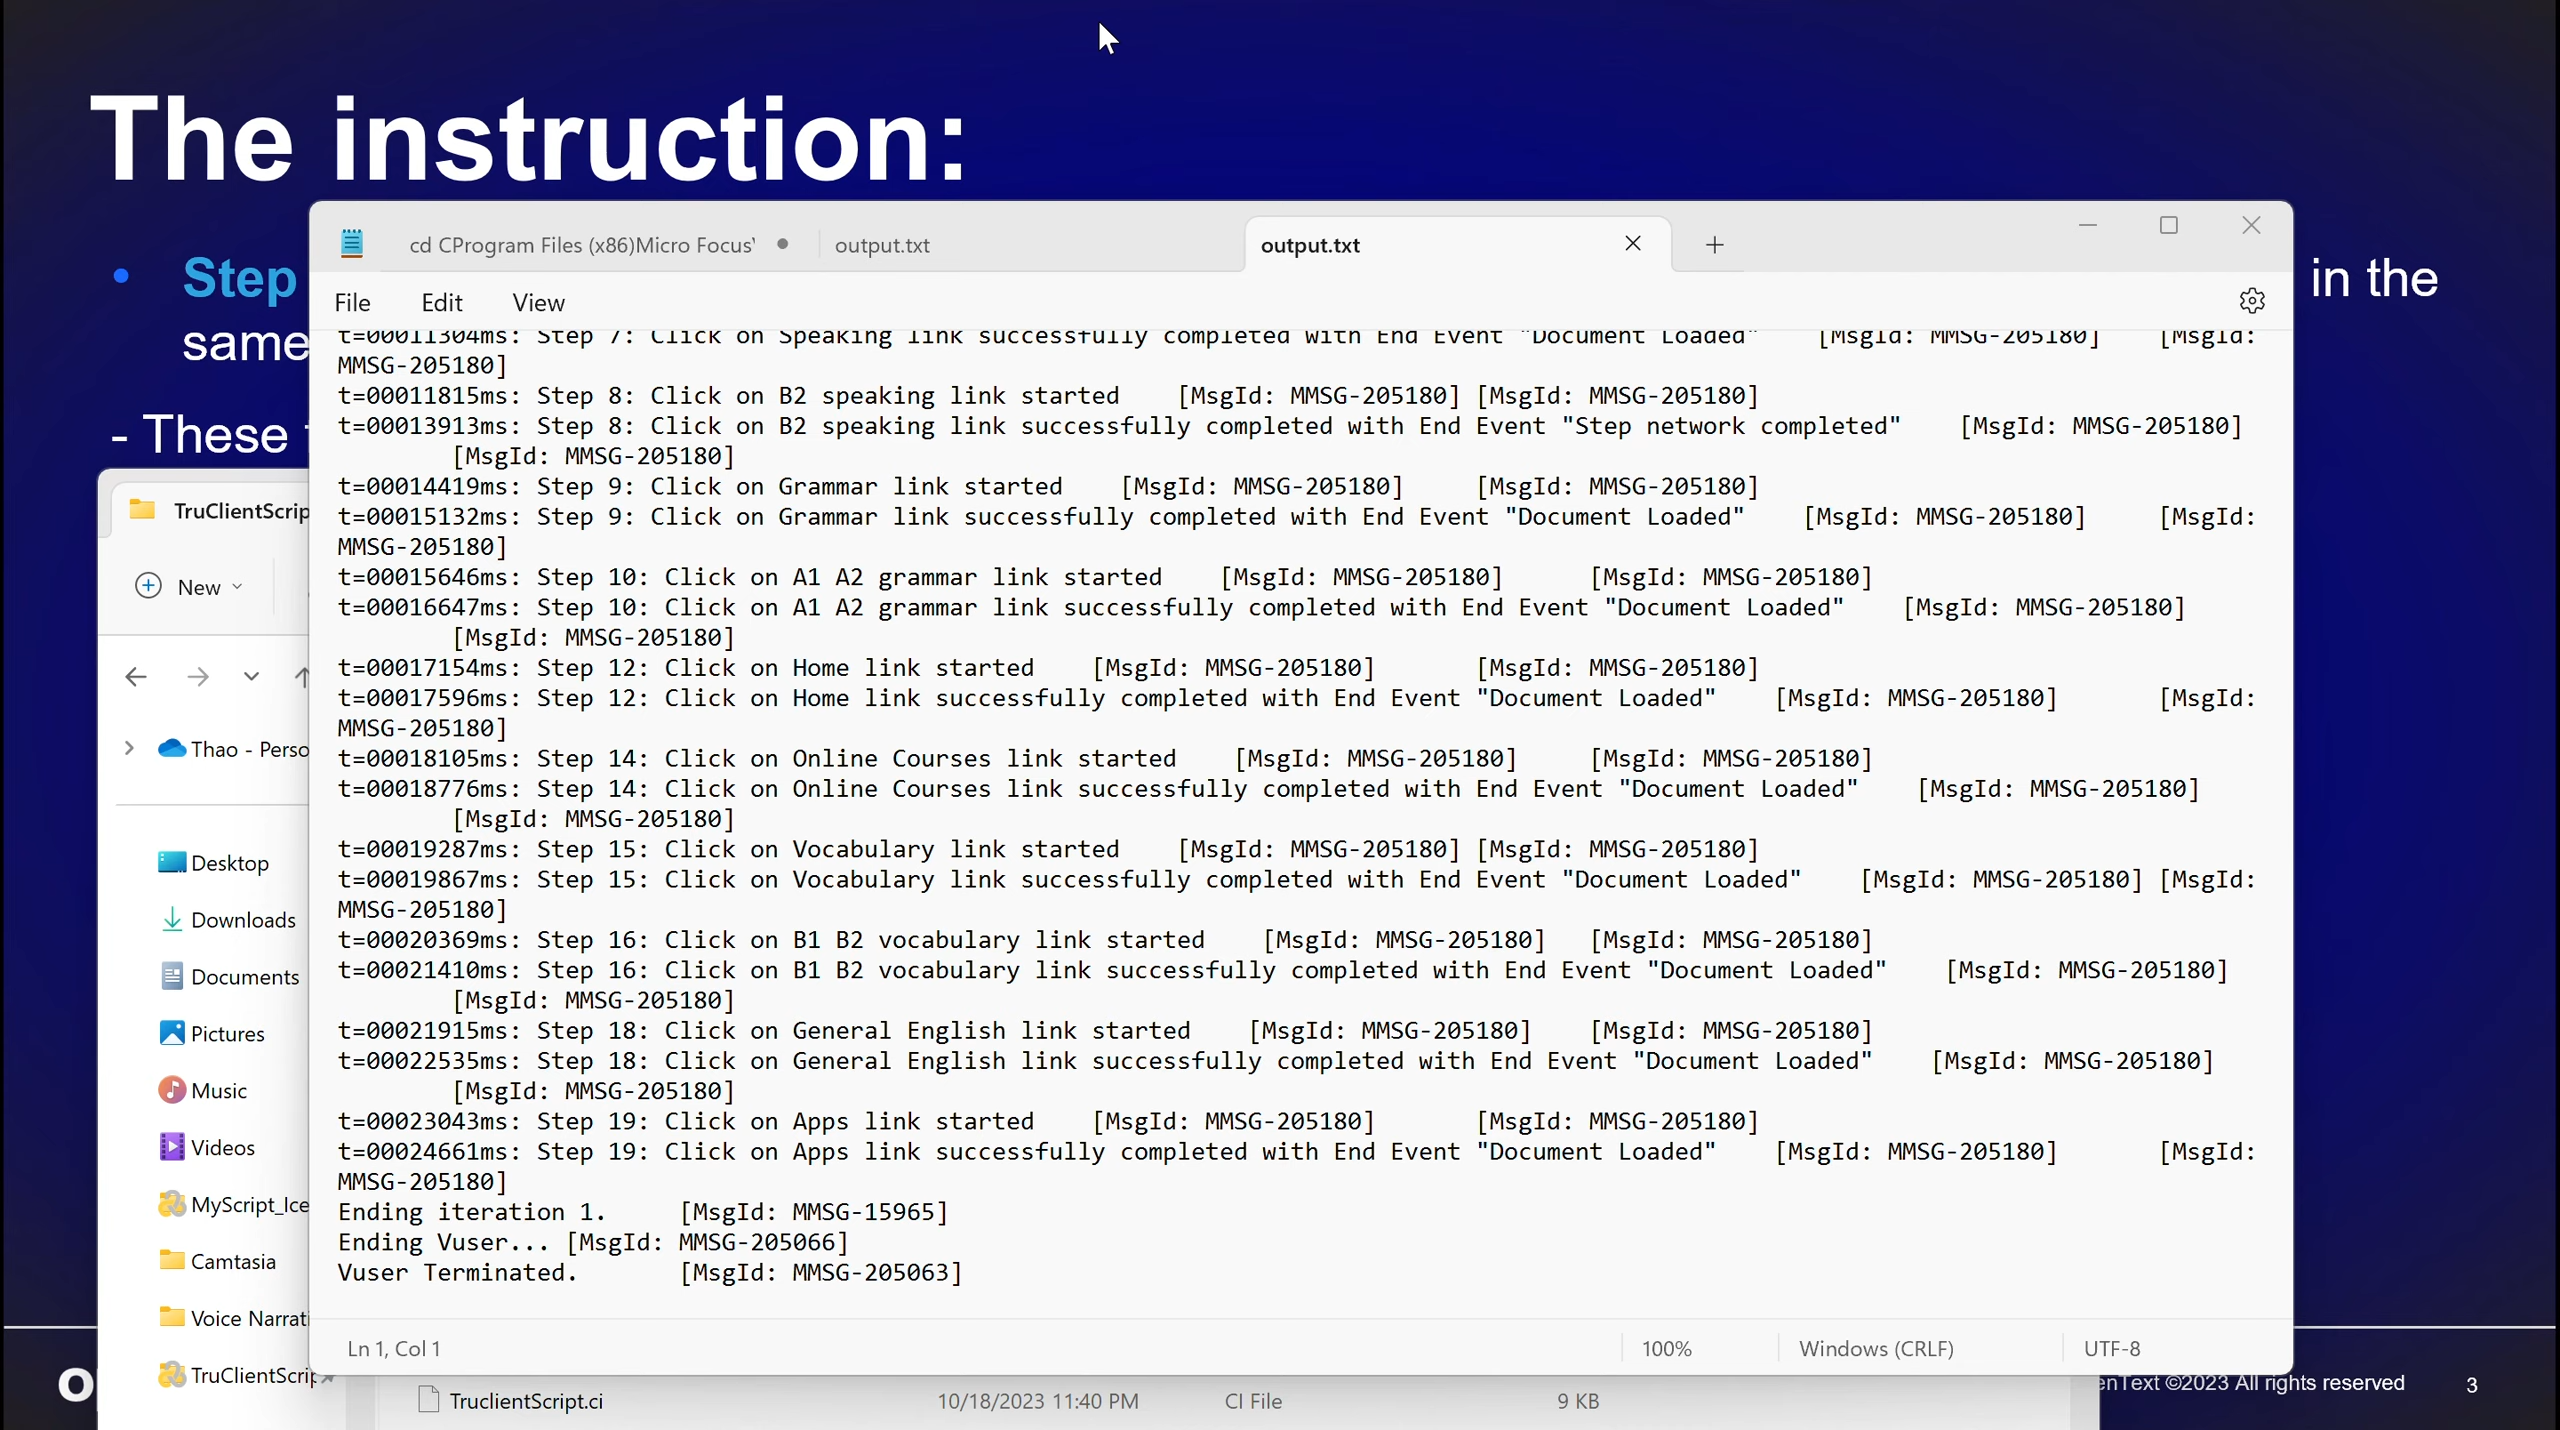 The instruction:
• Step
in the
same
- These
cd CProgram Files (x86)Micro Focus'
output.txt
output.txt
File Edit View
t=00011304ms: Step 7: Click on Speaking link successfully completed with End Event "Document Loaded" [MsgId: MMSG-205180] [MsgId:
MMSG-205180]
t=00011815ms: Step 8: Click on B2 speaking link started [MsgId: MMSG-205180] [MsgId: MMSG-205180]
t=00013913ms: Step 8: Click on B2 speaking link successfully completed with End Event "Step network completed" [MsgId: MMSG-205180]
[MsgId: MMSG-205180]
t=00014419ms: Step 9: Click on Grammar link started [MsgId: MMSG-205180] [MsgId: MMSG-205180]
t=00015132ms: Step 9: Click on Grammar link successfully completed with End Event "Document Loaded" [MsgId: MMSG-205180] [MsgId:
MMSG-205180]
t=00015646ms: Step 10: Click on A1 A2 grammar link started [MsgId: MMSG-205180] [MsgId: MMSG-205180]
t=00016647ms: Step 10: Click on A1 A2 grammar link successfully completed with End Event "Document Loaded" [MsgId: MMSG-205180]
[MsgId: MMSG-205180]
t=00017154ms: Step 12: Click on Home link started [MsgId: MMSG-205180] [MsgId: MMSG-205180]
t=00017596ms: Step 12: Click on Home link successfully completed with End Event "Document Loaded" [MsgId: MMSG-205180] [MsgId:
MMSG-205180]
t=00018105ms: Step 14: Click on Online Courses link started [MsgId: MMSG-205180] [MsgId: MMSG-205180]
t=00018776ms: Step 14: Click on Online Courses link successfully completed with End Event "Document Loaded" [MsgId: MMSG-205180]
[MsgId: MMSG-205180]
t=00019287ms: Step 15: Click on Vocabulary link started [MsgId: MMSG-205180] [MsgId: MMSG-205180]
t=00019867ms: Step 15: Click on Vocabulary link successfully completed with End Event "Document Loaded" [MsgId: MMSG-205180] [MsgId:
MMSG-205180]
t=00020369ms: Step 16: Click on B1 B2 vocabulary link started [MsgId: MMSG-205180] [MsgId: MMSG-205180]
t=00021410ms: Step 16: Click on B1 B2 vocabulary link successfully completed with End Event "Document Loaded" [MsgId: MMSG-205180]
[MsgId: MMSG-205180]
t=00021915ms: Step 18: Click on General English link started [MsgId: MMSG-205180] [MsgId: MMSG-205180]
t=00022535ms: Step 18: Click on General English link successfully completed with End Event "Document Loaded" [MsgId: MMSG-205180]
[MsgId: MMSG-205180]
t=00023043ms: Step 19: Click on Apps link started [MsgId: MMSG-205180] [MsgId: MMSG-205180]
t=00024661ms: Step 19: Click on Apps link successfully completed with End Event "Document Loaded" [MsgId: MMSG-205180] [MsgId:
MMSG-205180]
Ending iteration 1. [MsgId: MMSG-15965]
Ending Vuser... [MsgId: MMSG-205066]
Vuser Terminated. [MsgId: MMSG-205063]
Ln 1, Col 1 100% Windows (CRLF) UTF-8
TruClientScrip
New
Thao - Perso
Desktop
Downloads
Documents
Pictures
Music
Videos
MyScript_Ice
Camtasia
Voice Narrati
TruClientScrip
TruclientScript.ci 10/18/2023 11:40 PM CI File 9 KB
enText ©2023 All rights reserved 3